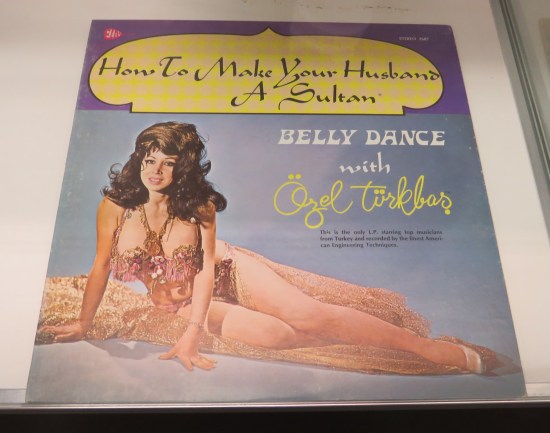 How To Make Your Husband
A Sultan
BELLY DANCE
with
Özel Türkbaş
This is the only L.P. starring top musicians
from Turkey and recorded by the finest Ameri-
can Engineering Techniques.